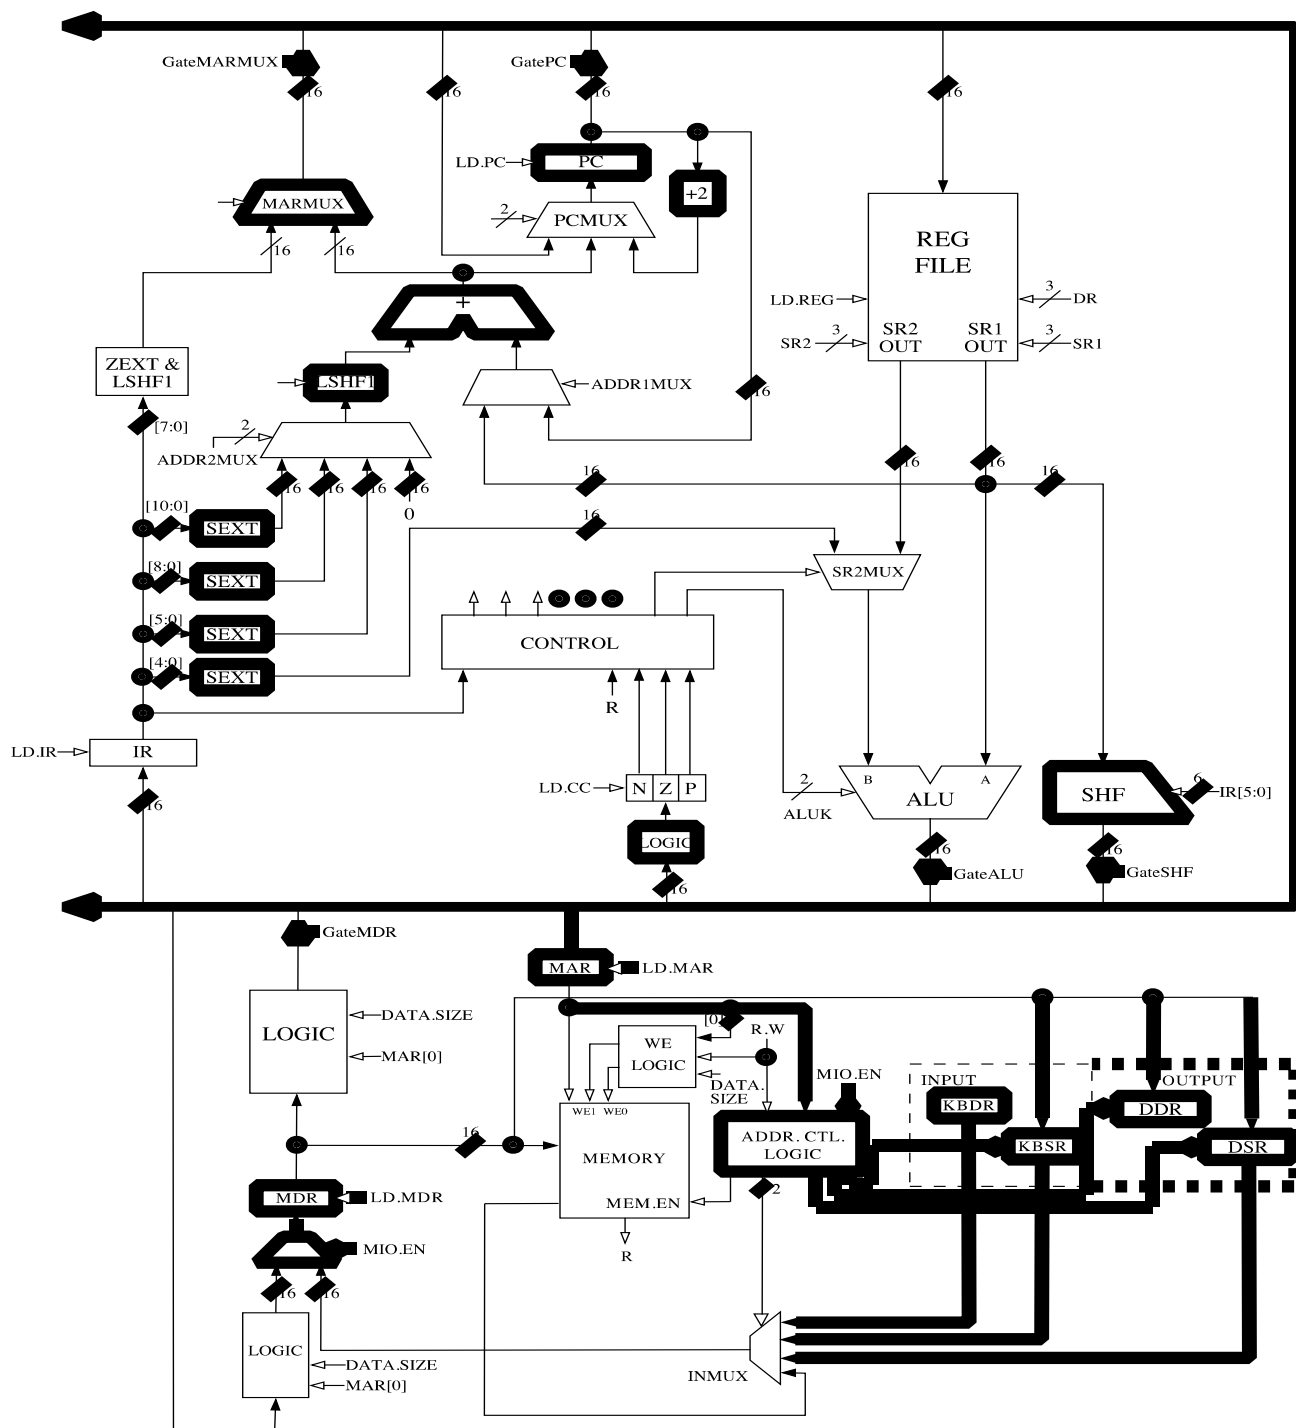 GateMARMUX
GatePC
16
16
16
16
LD.PC
PC
+2
MARMUX
2
PCMUX
REG
FILE
16
16
LD.REG
3
DR
+
SR2
OUT
SR1
OUT
SR2
3
3
SR1
ZEXT &
LSHF1
LSHF1
ADDR1MUX
16
[7:0]
2
ADDR2MUX
16
16
16
16
16
16
16
16
0
[10:0]
SEXT
16
[8:0]
SEXT
SR2MUX
[5:0]
SEXT
CONTROL
[4:0]
SEXT
R
LD.IR
IR
16
LD.CC
N Z P
2
ALUK
B
A
ALU
SHF
6
IR[5:0]
LOGIC
16
16
16
GateALU
GateSHF
GateMDR
MAR
LD.MAR
LOGIC
DATA.SIZE
MAR[0]
[0]
R.W
WE
LOGIC
DATA.
SIZE
MIO.EN
INPUT
OUTPUT
KBDR
DDR
WE1 WE0
16
MEMORY
ADDR. CTL.
LOGIC
KBSR
DSR
MDR
LD.MDR
MEM.EN
2
MIO.EN
R
16
16
LOGIC
DATA.SIZE
MAR[0]
INMUX